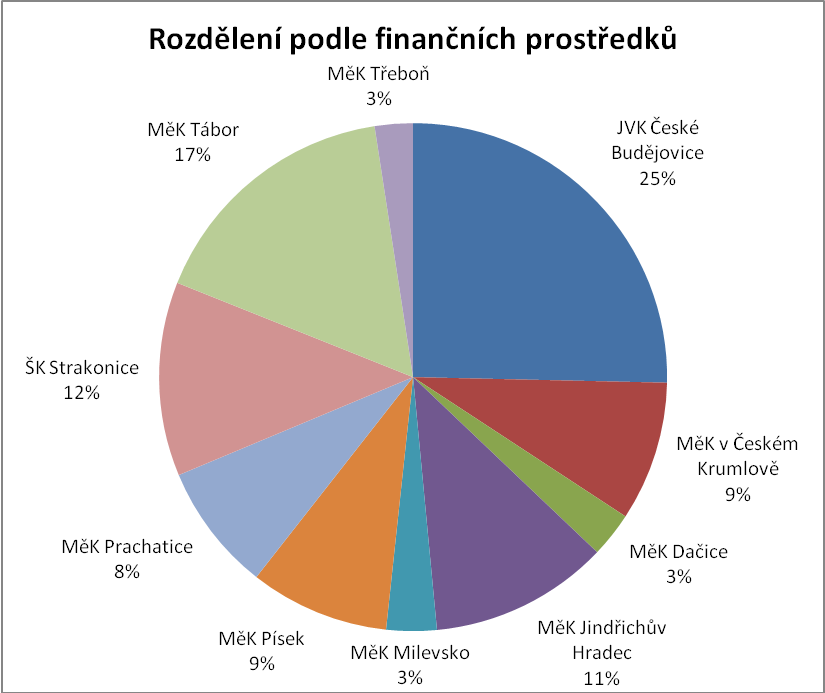 Rozdělení podle finančních prostředků
MěK Třeboň
3%
JVK České
Budějovice
25%
MěK v Českém
Krumlově
9%
MěK Dačice
3%
MěK Jindřichův
Hradec
11%
MěK Milevsko
3%
MěK Písek
9%
MěK Prachatice
8%
ŠK Strakonice
12%
MěK Tábor
17%